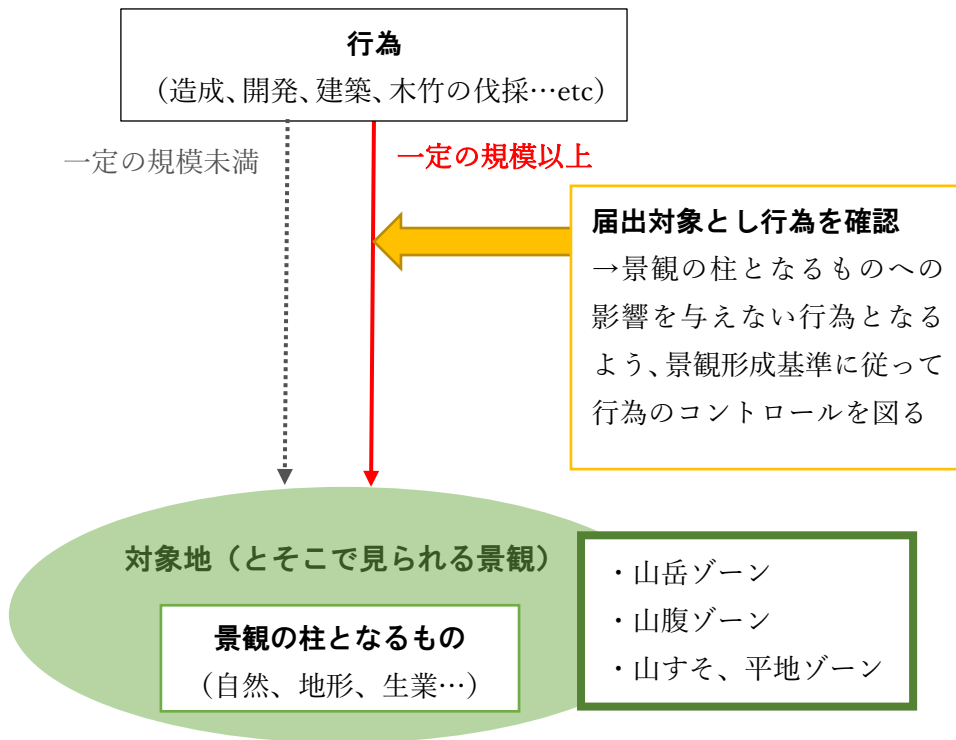 行為
（造成、開発、建築、木竹の伐採…etc）
一定の規模未満
一定の規模以上
届出対象とし行為を確認
→景観の柱となるものへの
影響を与えない行為となる
よう、景観形成基準に従って
行為のコントロールを図る
対象地（とそこで見られる景観）
景観の柱となるもの
（自然、地形、生業…）
・山岳ゾーン
・山腹ゾーン
・山すそ、平地ゾーン